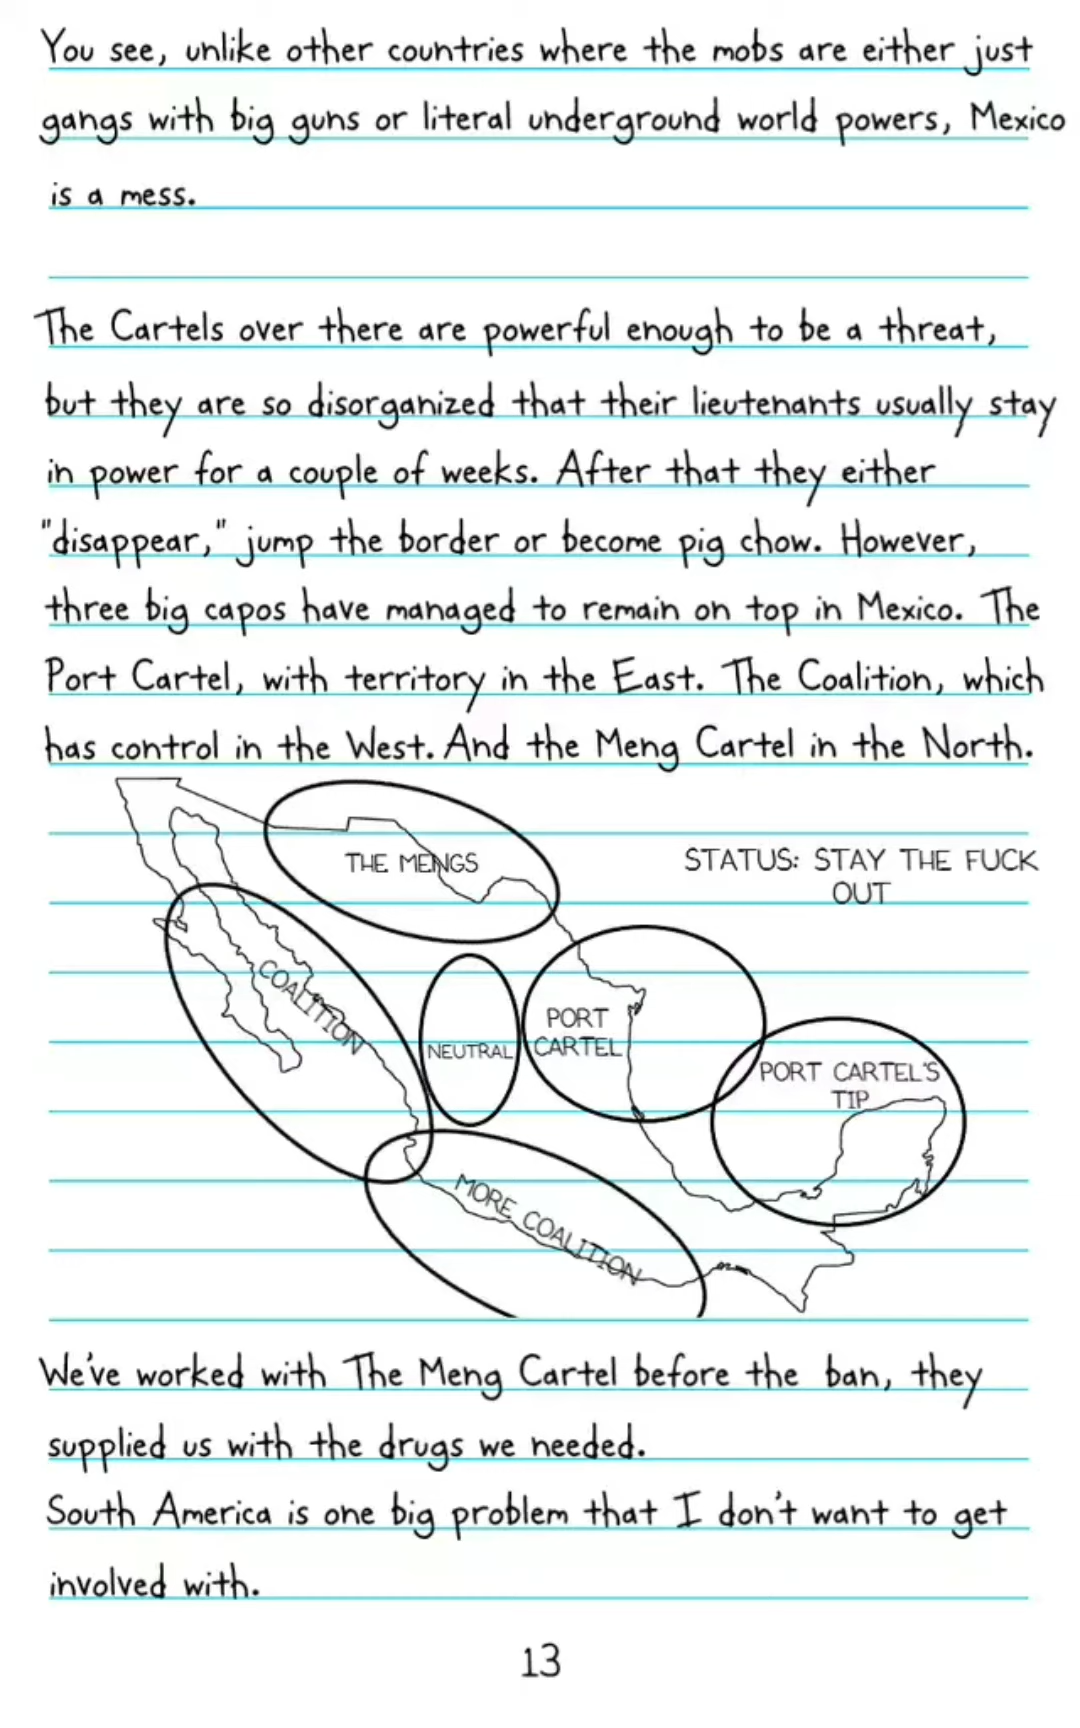 You see, unlike other countries where the mobs are either just
gangs with big guns or literal underground world powers, Mexico
is a mess.
The Cartels over there are powerful enough to be a threat,
but they are so disorganized that their lieutenants usually stay
in power for a couple of weeks. After that they either
"disappear," jump the border or become pig chow. However,
three big capos have managed to remain on top in Mexico. The
Port Cartel, with territory in the East. The Coalition, which
has control in the West. And the Meng Cartel in the North.
THE MENGS
STATUS: STAY THE FUCK
OUT
COALITION
NEUTRAL
PORT
CARTEL
PORT CARTEL'S
TIP
MORE COALITION
We've worked with The Meng Cartel before the ban, they
supplied us with the drugs we needed.
South America is one big problem that I don't want to get
involved with.
13